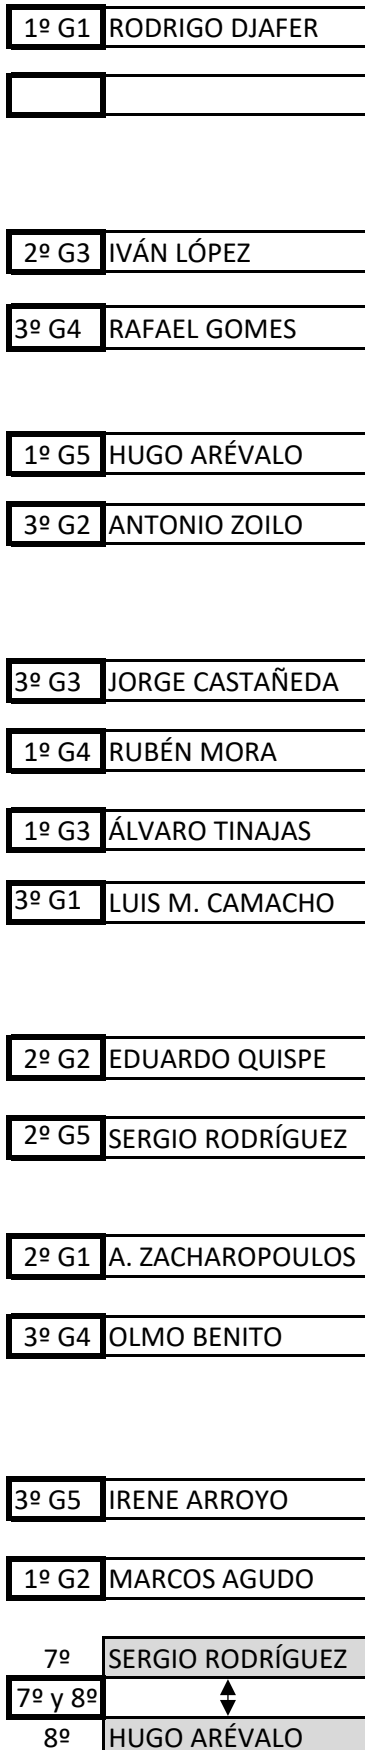 1º G1 RODRIGO DJAFER
2º G3 IVÁN LÓPEZ
3º G4 RAFAEL GOMES
1º G5 HUGO ARÉVALO
3º G2 ANTONIO ZOILO
3º G3 JORGE CASTAÑEDA
1º G4 RUBÉN MORA
1º G3 ÁLVARO TINAJAS
3º G1 LUIS M. CAMACHO
2º G2 EDUARDO QUISPE
2º G5 SERGIO RODRÍGUEZ
2º G1 A. ZACHAROPOULOS
3º G4 OLMO BENITO
3º G5 IRENE ARROYO
1º G2 MARCOS AGUDO
7º SERGIO RODRÍGUEZ
7º y 8º
8º HUGO ARÉVALO